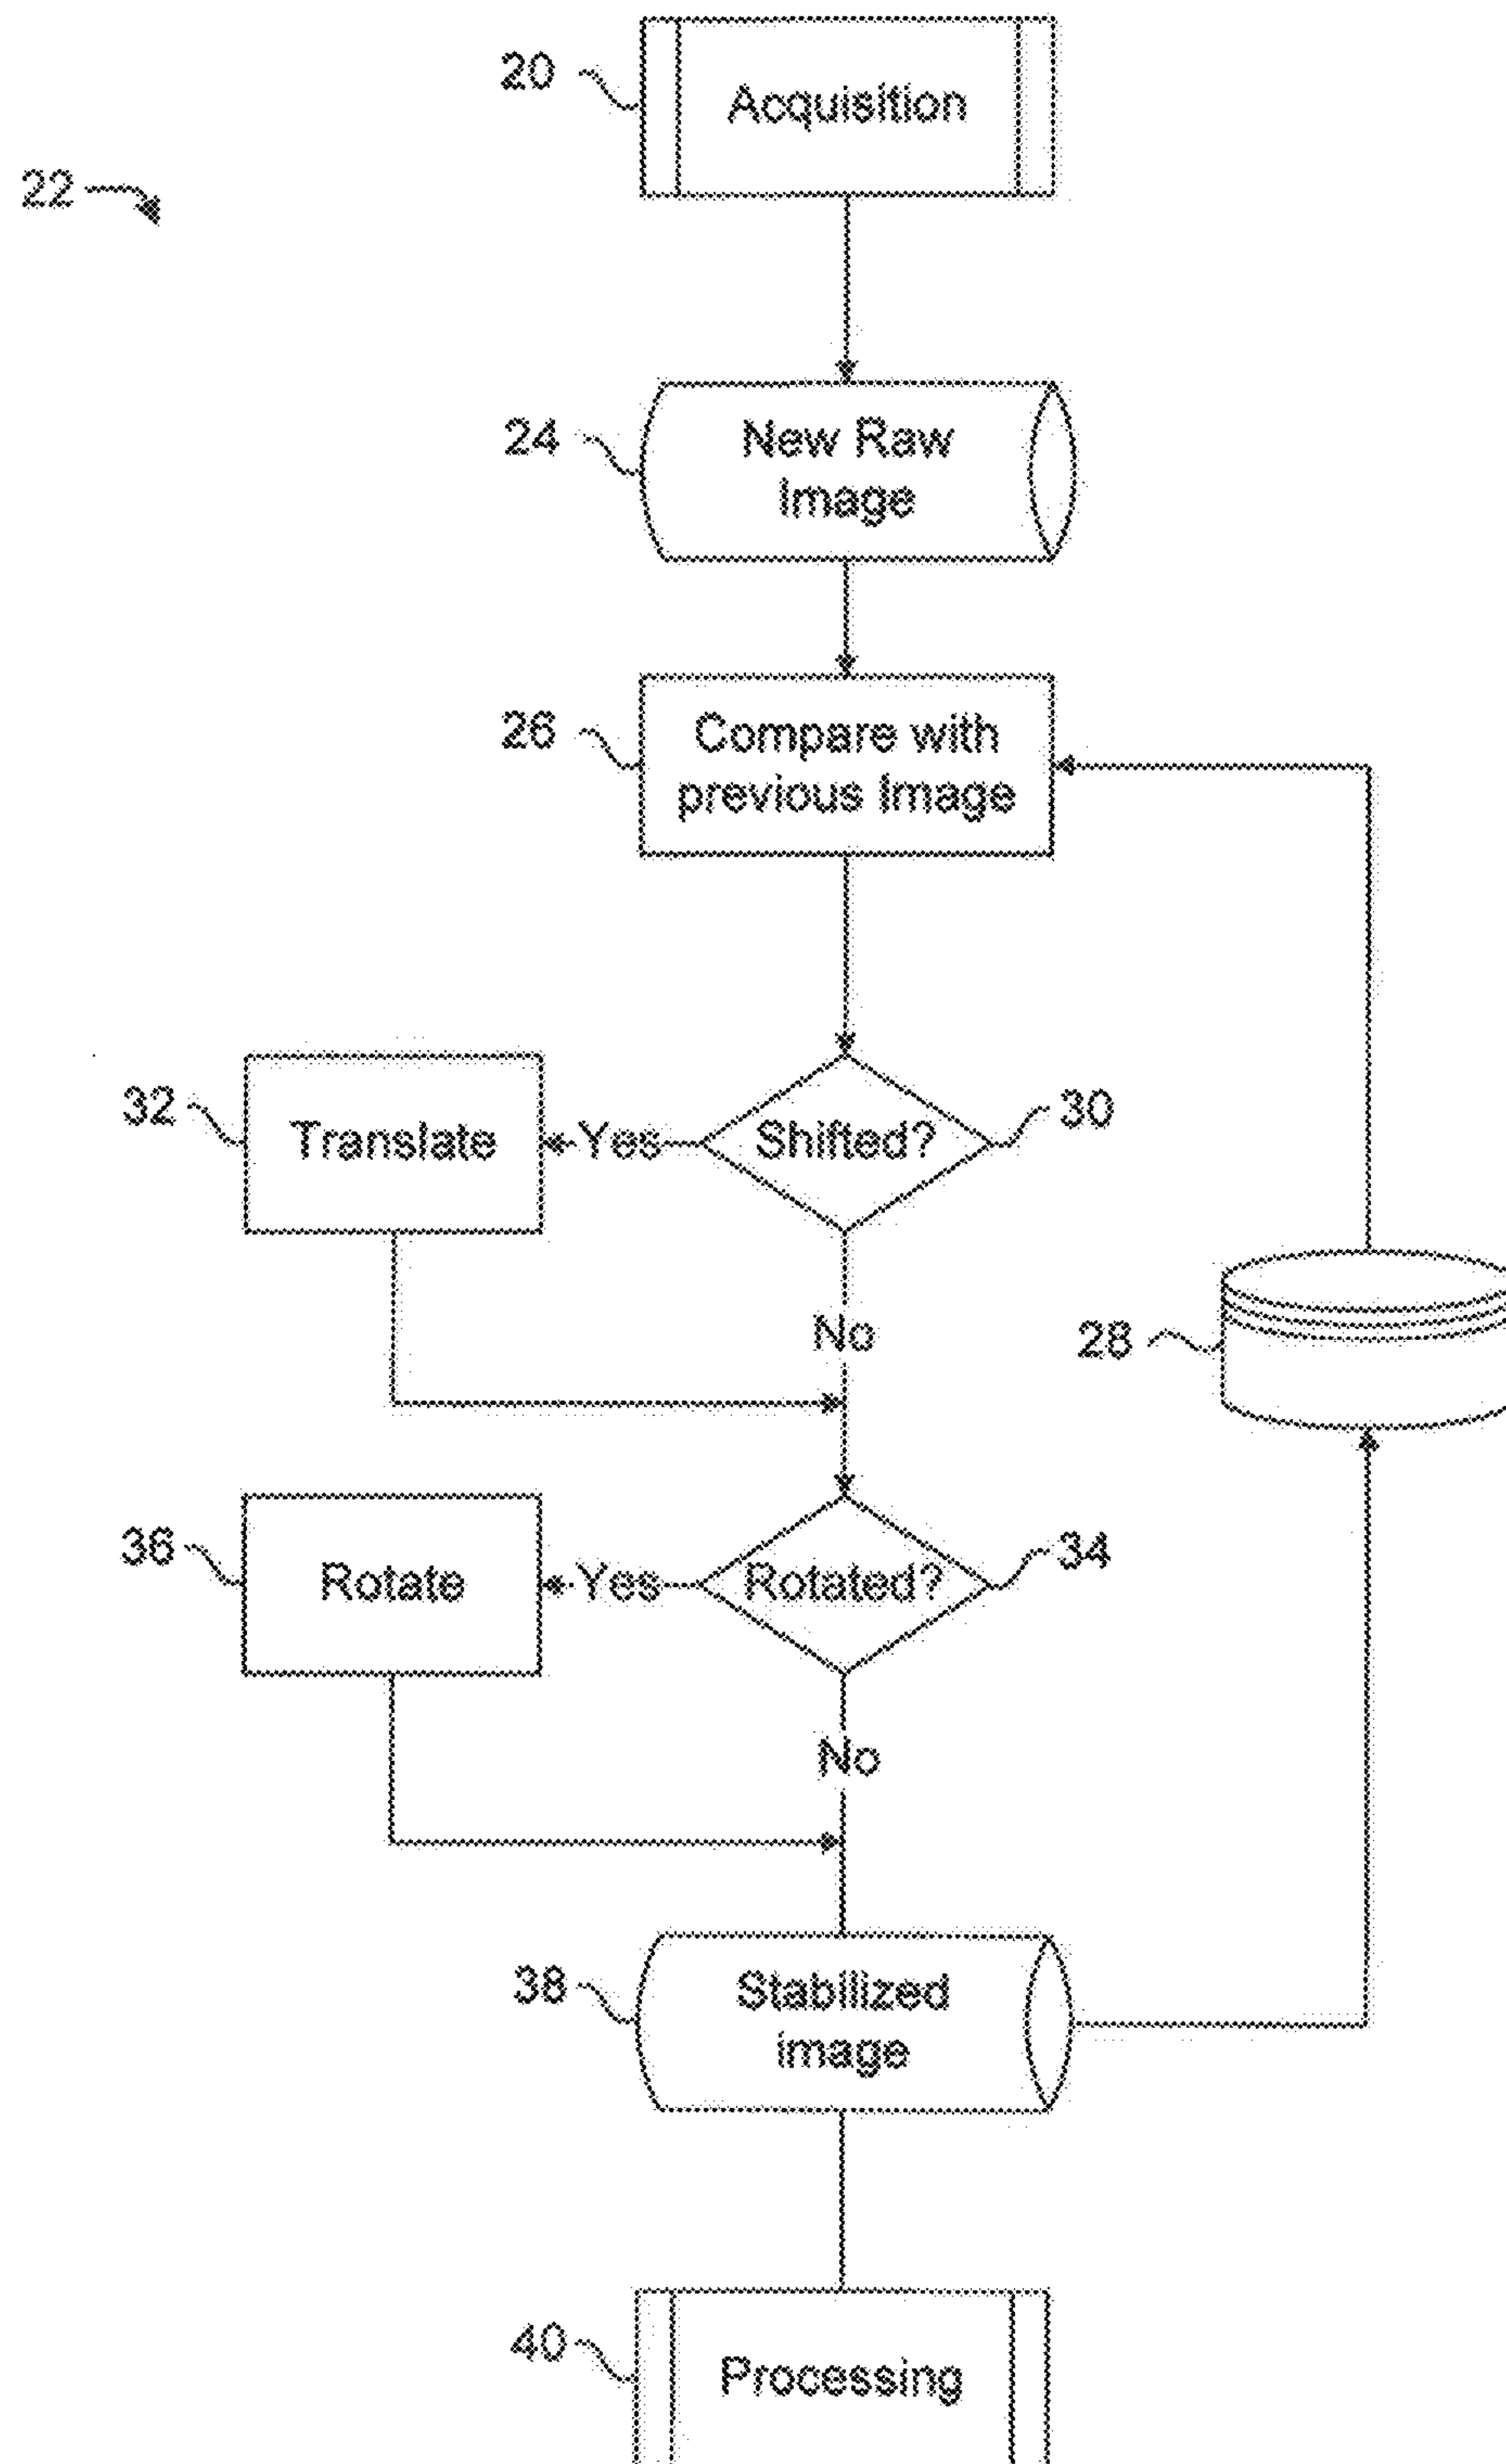 20
Acquisition
22
24
New Raw
Image
26
Compare with
previous Image
32
Translate
Yes
Shifted?
30
No
28
36
Rotate
Yes
Rotated?
34
No
38
Stabilized
image
40
Processing